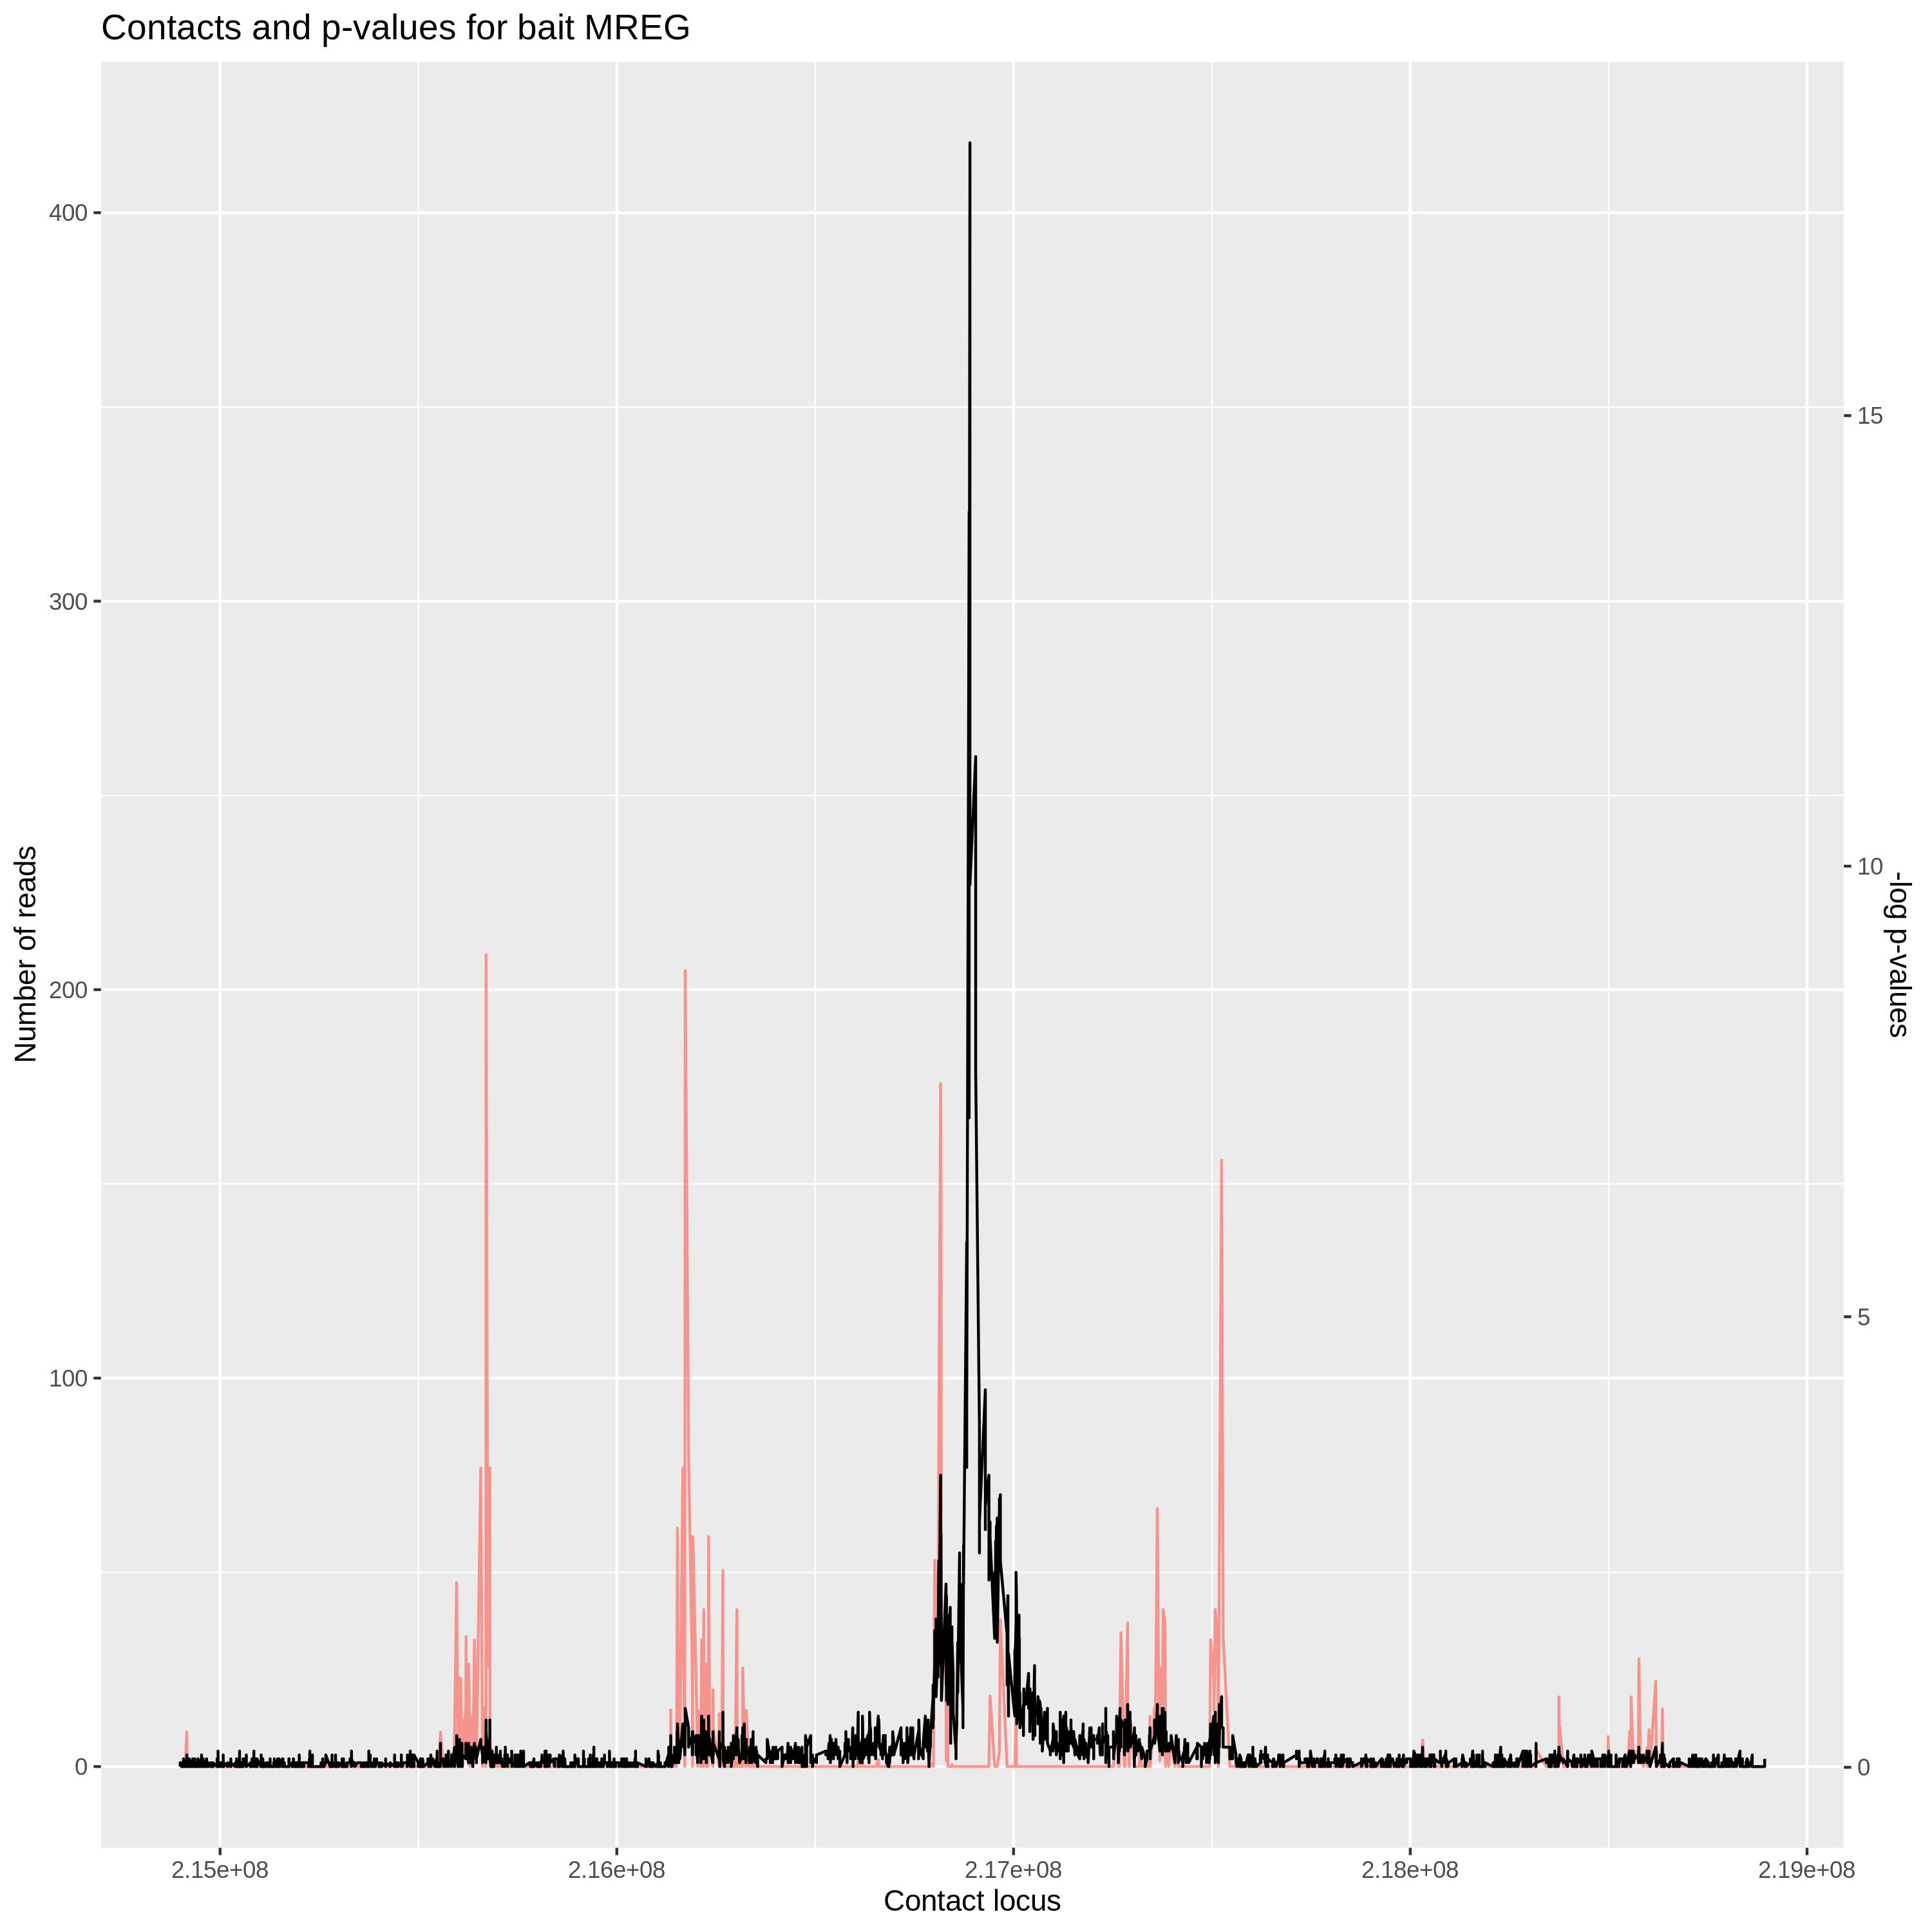 Contacts and p-values for bait MREG
400
300
200
100
0
Number of reads
15
10
5
0
-log p-values
2.15e+08
2.16e+08
2.17e+08
2.18e+08
2.19e+08
Contact locus